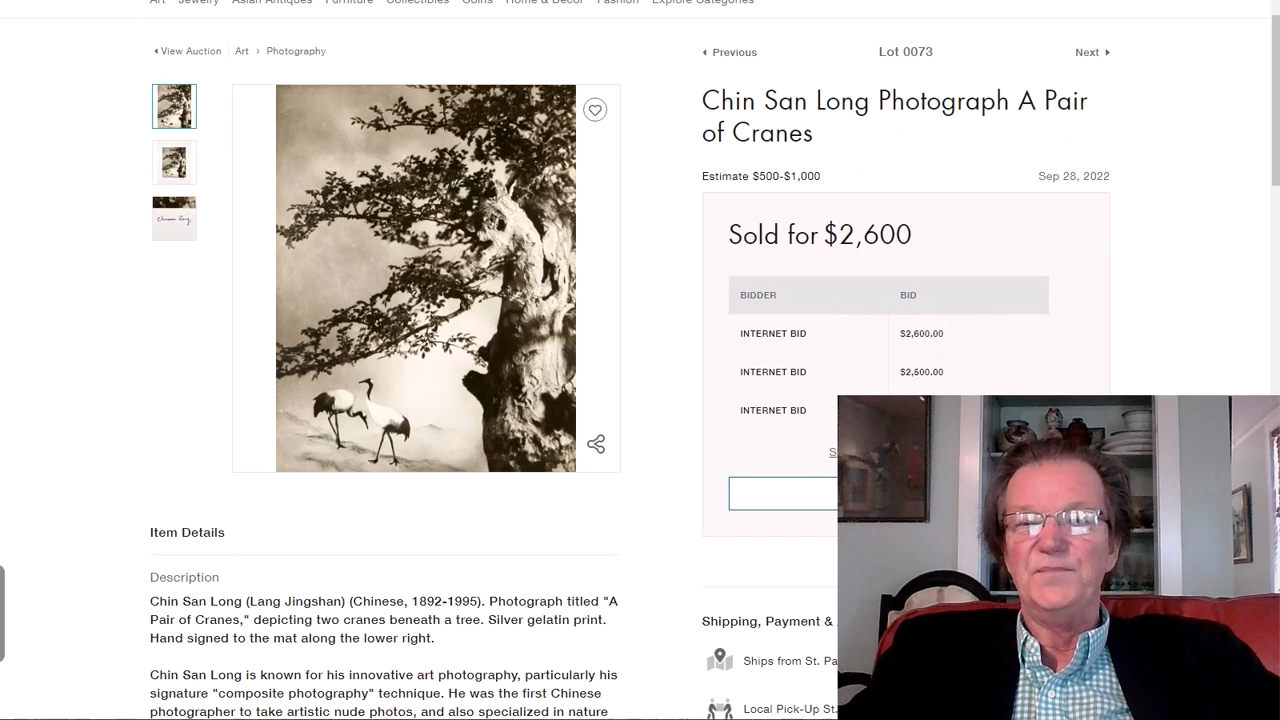 Art Jewelry Asian Antiques Furniture Collectibles Coins Home & Decor Fashion Explore Categories
View Auction Art › Photography
Previous Lot 0073 Next
Chin San Long Photograph A Pair
of Cranes
Estimate $500-$1,000 Sep 28, 2022
Sold for $2,600
BIDDER BID
INTERNET BID $2,600.00
INTERNET BID $2,500.00
INTERNET BID
Item Details
Description
Chin San Long (Lang Jingshan) (Chinese, 1892-1995). Photograph titled "A
Pair of Cranes," depicting two cranes beneath a tree. Silver gelatin print.
Hand signed to the mat along the lower right.
Chin San Long is known for his innovative art photography, particularly his
signature "composite photography" technique. He was the first Chinese
photographer to take artistic nude photos, and also specialized in nature
Shipping, Payment &
Ships from St. Pa
Local Pick-Up St.